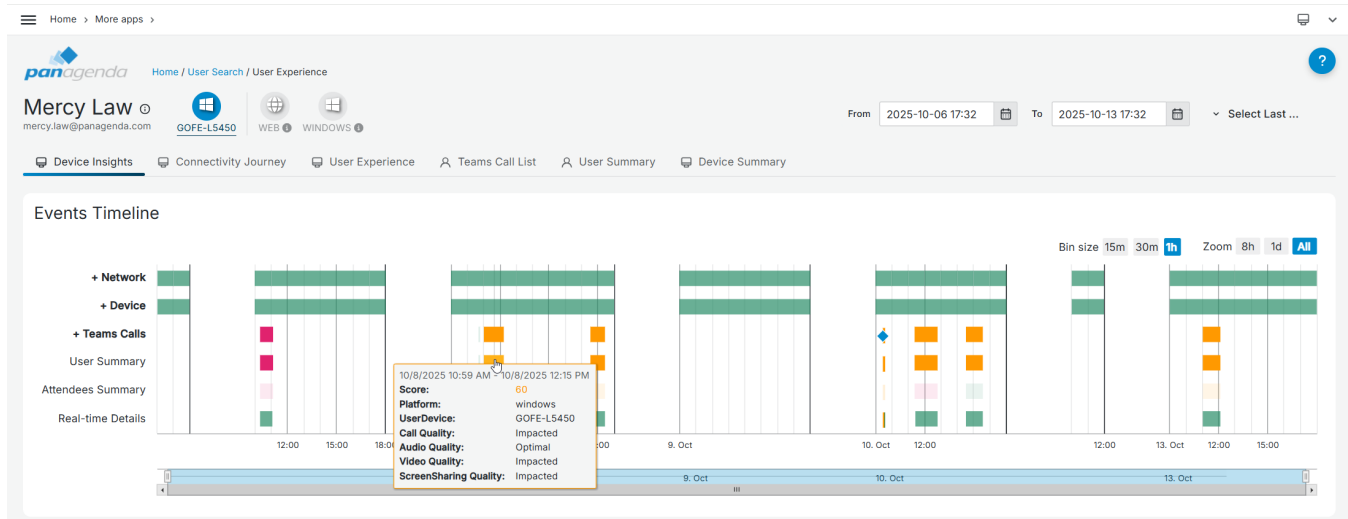 Home > More apps >
panagenda
Home / User Search / User Experience
?
Mercy Law
mercy.law@panagenda.com
GOFE-L5450
WEB
WINDOWS
From 2025-10-06 17:32 To 2025-10-13 17:32 Select Last ...
Device Insights Connectivity Journey User Experience Teams Call List User Summary Device Summary
Events Timeline
Bin size 15m 30m 1h Zoom 8h 1d All
+ Network
+ Device
+ Teams Calls
User Summary
Attendees Summary
Real-time Details
10/8/2025 10:59 AM - 10/8/2025 12:15 PM
Score: 60
Platform: windows
UserDevice: GOFE-L5450
Call Quality: Impacted
Audio Quality: Optimal
Video Quality: Impacted
ScreenSharing Quality: Impacted
12:00 15:00 9. Oct 10. Oct 12:00 12:00 13. Oct 12:00 15:00
9. Oct 10. Oct 13. Oct